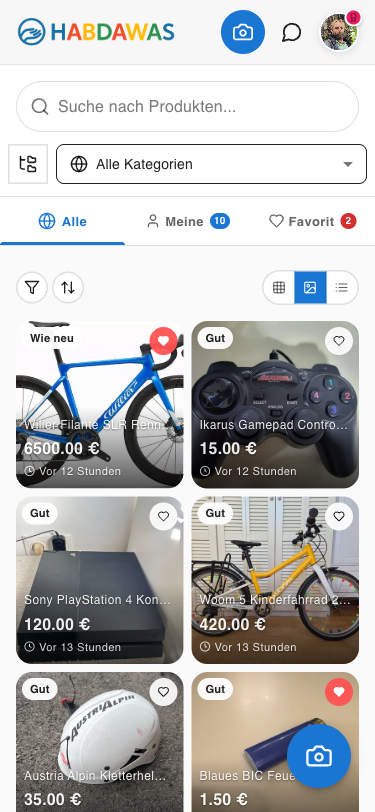 HABDAWAS
8
Suche nach Produkten...
Alle Kategorien
Alle
Meine 10
Favorit 2
Wie neu
Wilier Filante SLR Renn...
6500.00 €
Vor 12 Stunden
Gut
Ikarus Gamepad Contro...
15.00 €
Vor 12 Stunden
Gut
Sony PlayStation 4 Kon...
120.00 €
Vor 13 Stunden
Gut
Woom 5 Kinderfahrrad 2...
420.00 €
Vor 13 Stunden
Gut
AUSTRIALPIN
Austria Alpin Kletterhel...
35.00 €
Gut
Blaues BIC Feue
1.50 €